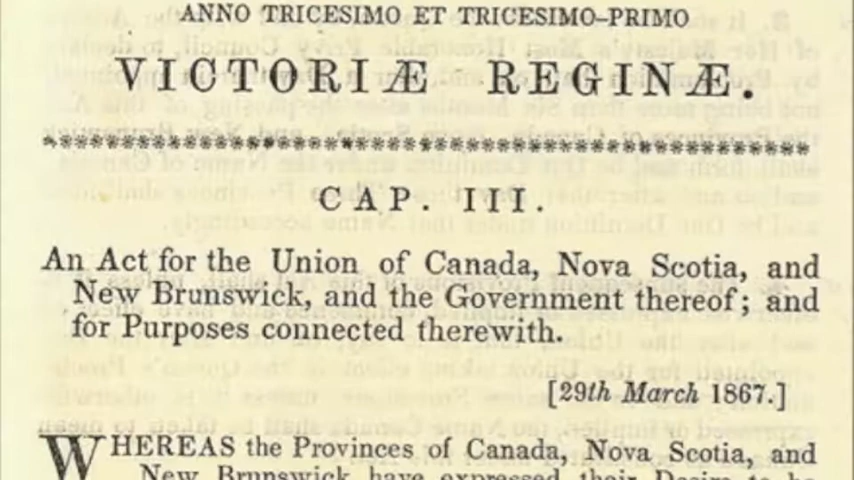 ANNO TRICESIMO ET TRICESIMO-PRIMO
VICTORIÆ REGINÆ.
CAP. III.
An Act for the Union of Canada, Nova Scotia, and
New Brunswick, and the Government thereof; and
for Purposes connected therewith.
[29th March 1867.]
WHEREAS the Provinces of Canada, Nova Scotia, and
New Brunswick have expressed their Desire to be